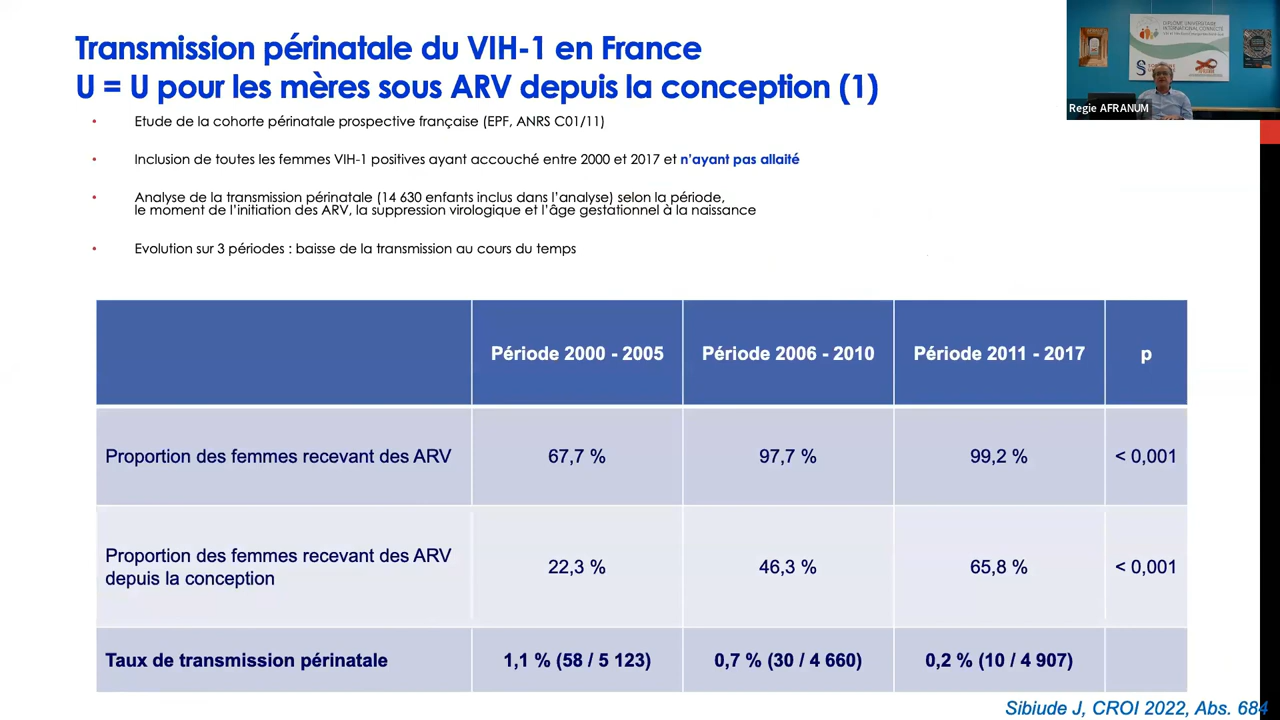 Transmission périnatale du VIH-1 en France
U = U pour les mères sous ARV depuis la conception (1)
• Etude de la cohorte périnatale prospective française (EPF, ANRS C01/11)
• Inclusion de toutes les femmes VIH-1 positives ayant accouché entre 2000 et 2017 et n'ayant pas allaité
• Analyse de la transmission périnatale (14 630 enfants inclus dans l'analyse) selon la période,
le moment de l'initiation des ARV, la suppression virologique et l'âge gestationnel à la naissance
• Evolution sur 3 périodes : baisse de la transmission au cours du temps
Période 2000 - 2005 Période 2006 - 2010 Période 2011 - 2017 p
Proportion des femmes recevant des ARV 67,7 % 97,7 % 99,2 % < 0,001
Proportion des femmes recevant des ARV
depuis la conception 22,3 % 46,3 % 65,8 % < 0,001
Taux de transmission périnatale 1,1 % (58 / 5 123) 0,7 % (30 / 4 660) 0,2 % (10 / 4 907)
Sibiude J, CROI 2022, Abs. 684
DIPLOME UNIVERSITAIRE
INTERNATIONAL CONNECTE
Regie AFRANUM